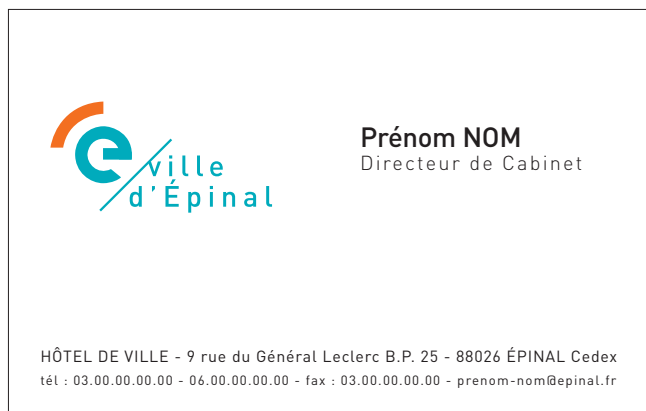 e ville
d'Épinal
Prénom NOM
Directeur de Cabinet
HÔTEL DE VILLE - 9 rue du Général Leclerc B.P. 25 - 88026 ÉPINAL Cedex
tél : 03.00.00.00.00 - 06.00.00.00.00 - fax : 03.00.00.00.00 - prenom-nom@epinal.fr